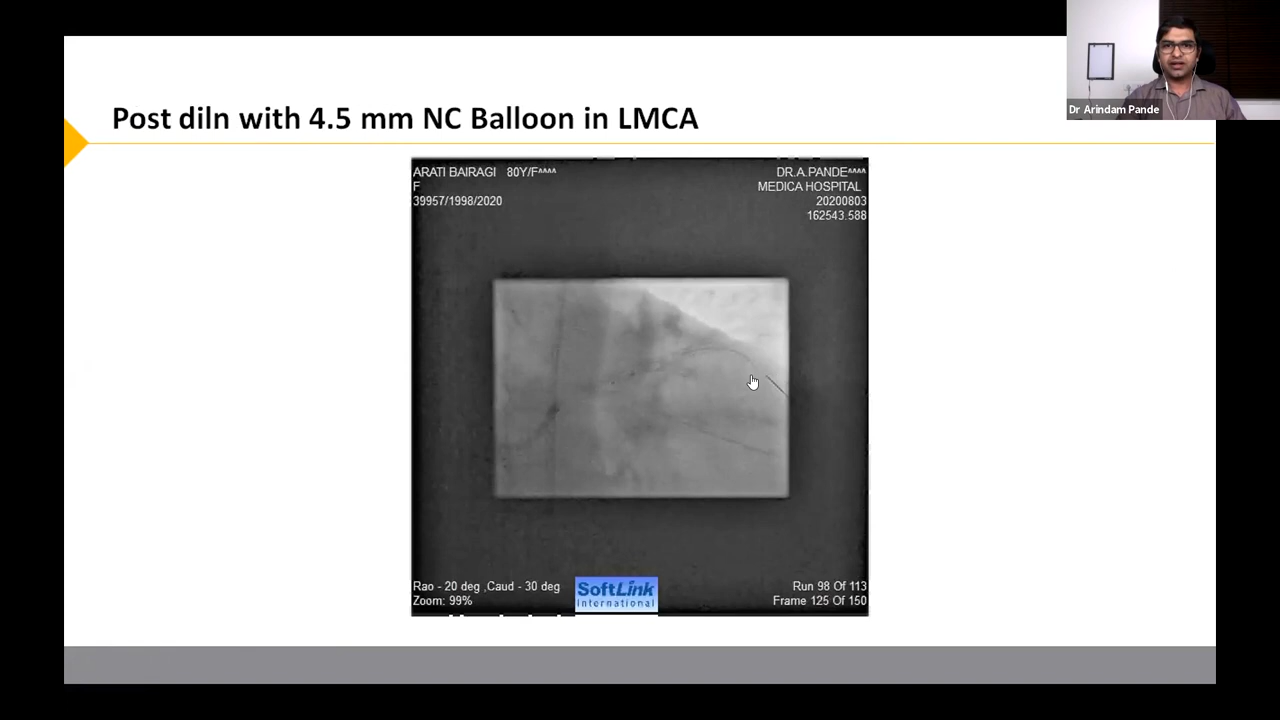 Dr Arindam Pande
Post diln with 4.5 mm NC Balloon in LMCA
ARATI BAIRAGI 80Y/F^^^^
F
39957/1998/2020
DR.A.PANDE^^^^
MEDICA HOSPITAL
20200803
162543.588
Rao - 20 deg ,Caud - 30 deg
Zoom: 99%
SoftLink
International
Run 98 Of 113
Frame 125 Of 150